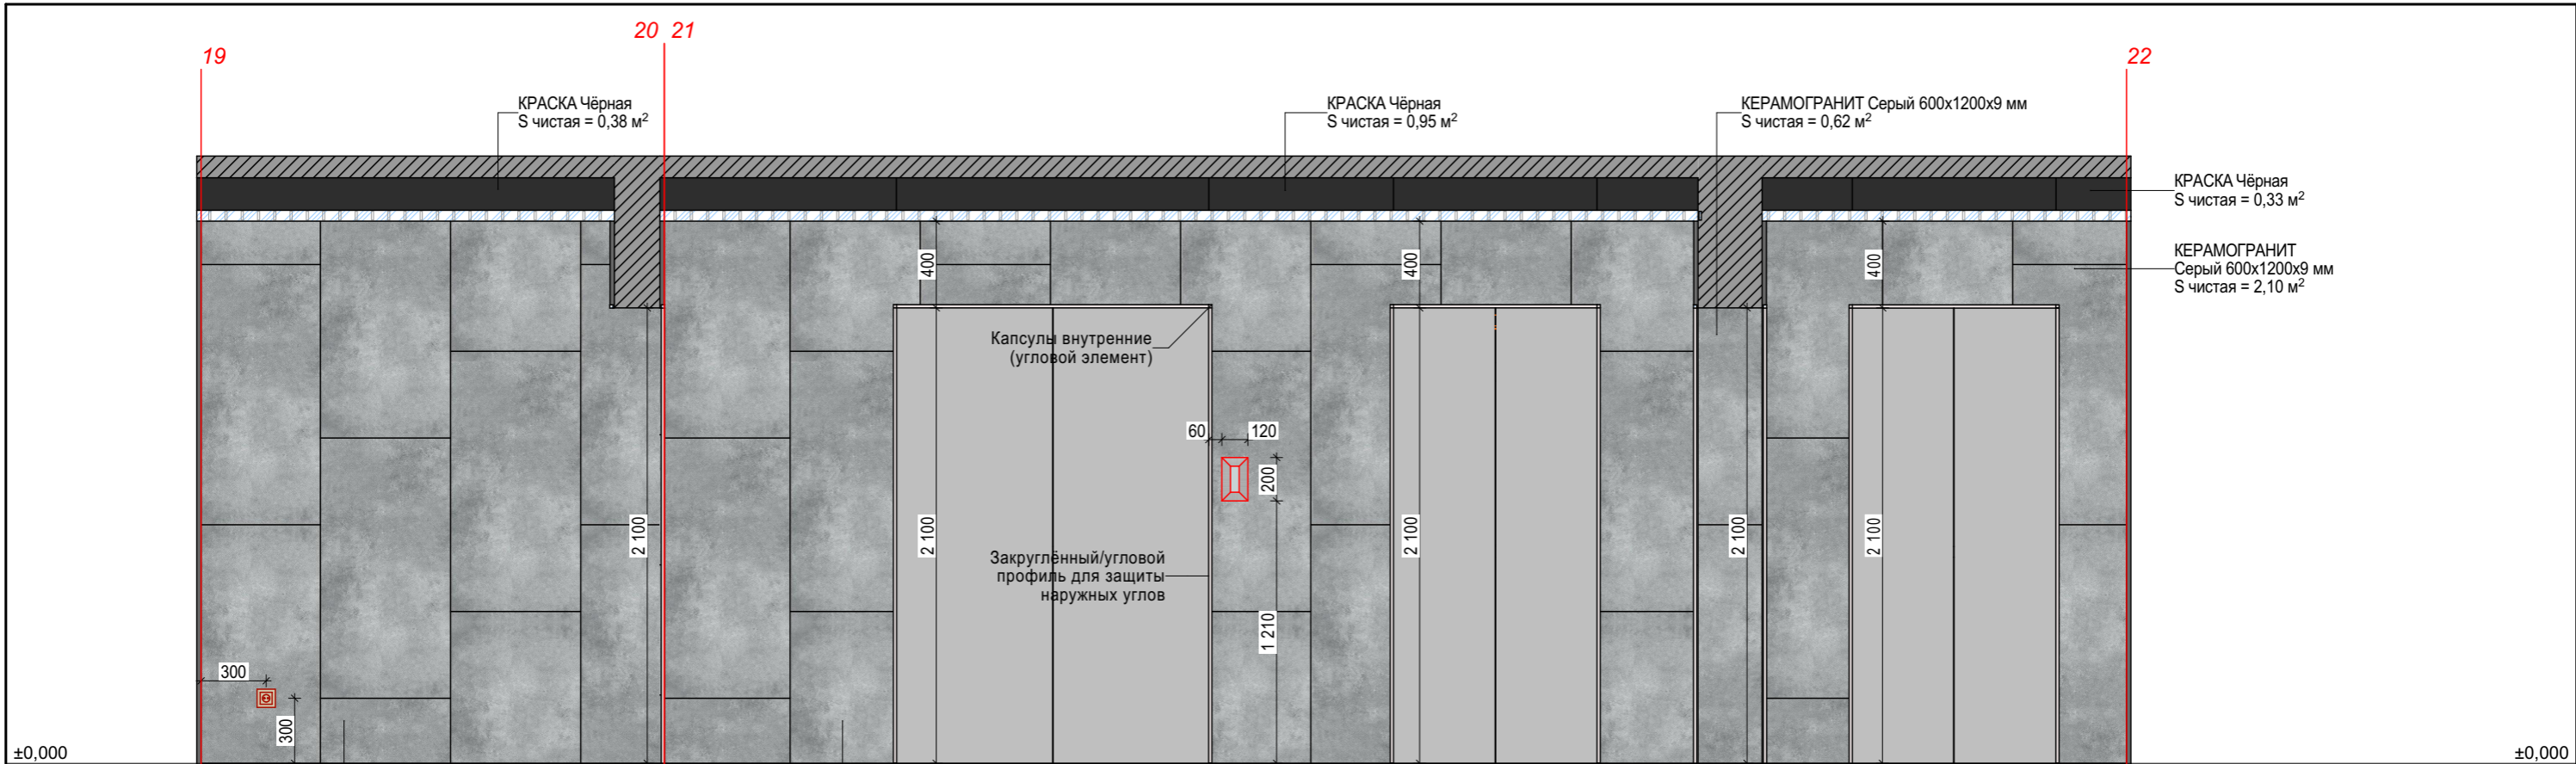 20 21
19
22
КРАСКА Чёрная
S чистая = 0,38 м²
КРАСКА Чёрная
S чистая = 0,95 м²
КЕРАМОГРАНИТ Серый 600x1200x9 мм
S чистая = 0,62 м²
КРАСКА Чёрная
S чистая = 0,33 м²
КЕРАМОГРАНИТ
Серый 600x1200x9 мм
S чистая = 2,10 м²
400
400
400
Капсулы внутренние
(угловой элемент)
60
120
200
2 100
2 100
2 100
2 100
2 100
Закруглённый/угловой
профиль для защиты
наружных углов
1 210
300
300
±0,000
±0,000